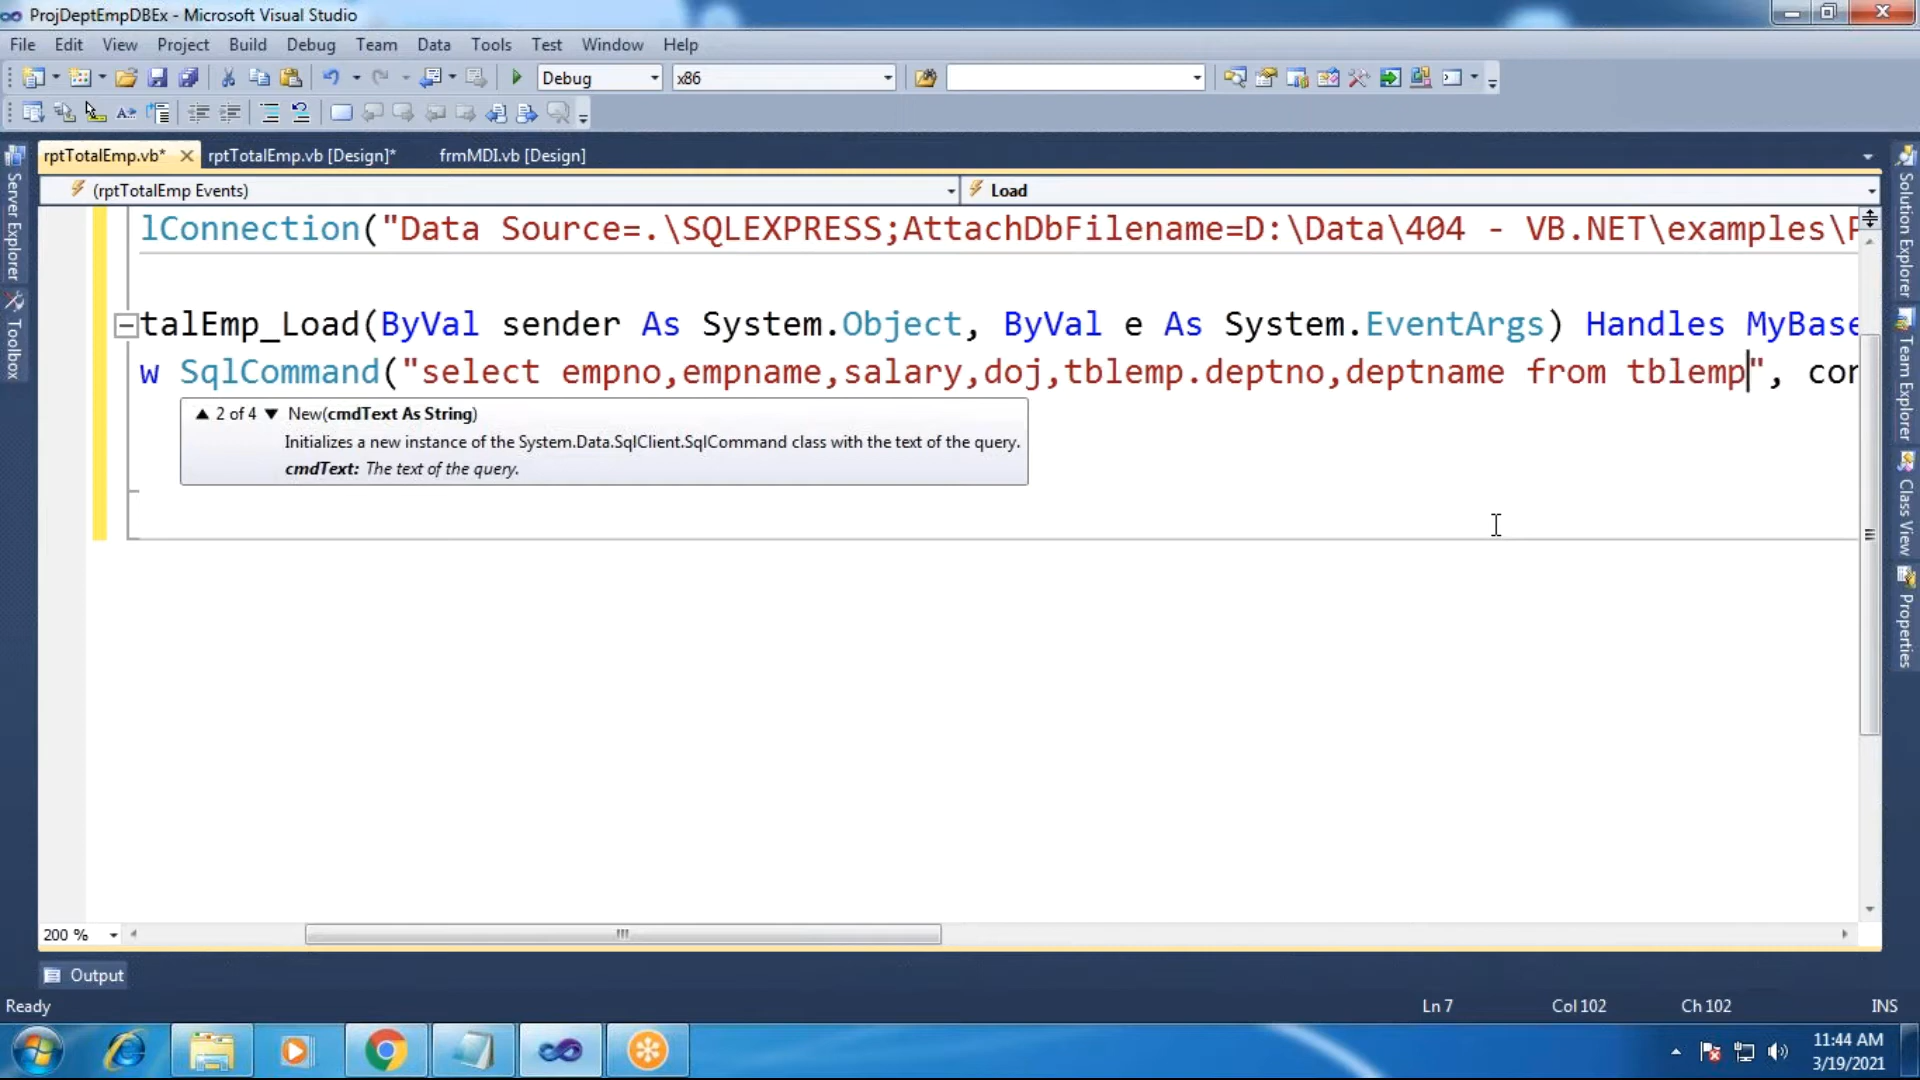 ProjDeptEmpDBEx - Microsoft Visual Studio
File Edit View Project Build Debug Team Data Tools Test Window Help
Debug x86
rptTotalEmp.vb* rptTotalEmp.vb [Design]* frmMDI.vb [Design]
(rptTotalEmp Events) Load
lConnection("Data Source=.\SQLEXPRESS;AttachDbFilename=D:\Data\404 - VB.NET\examples\P
talEmp_Load(ByVal sender As System.Object, ByVal e As System.EventArgs) Handles MyBase
w SqlCommand("select empno,empname,salary,doj,tblemp.deptno,deptname from tblemp", con
2 of 4 New(cmdText As String)
Initializes a new instance of the System.Data.SqlClient.SqlCommand class with the text of the query.
cmdText: The text of the query.
Server Explorer
Toolbox
Solution Explorer
Team Explorer
Class View
Properties
200 %
Output
Ready Ln 7 Col 102 Ch 102 INS
11:44 AM
3/19/2021